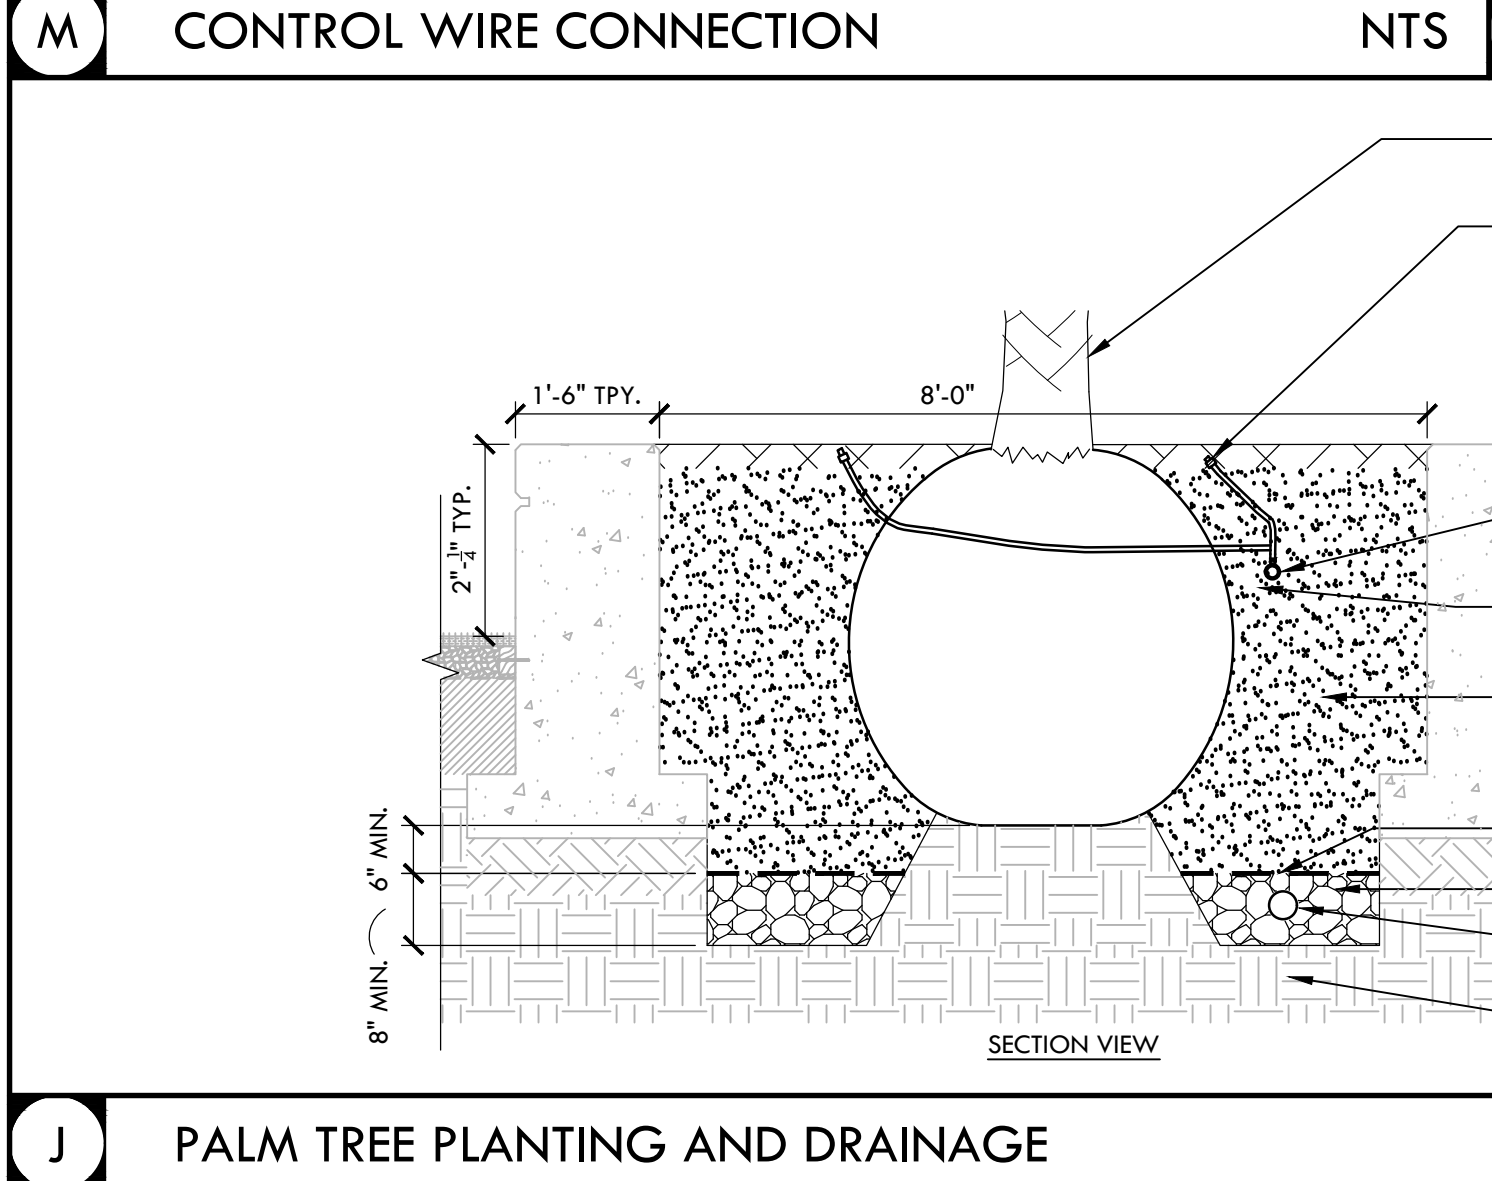 M CONTROL WIRE CONNECTION NTS
1'-6" TPY.
8'-0"
2"-1/4" TYP.
6" MIN.
8" MIN.
SECTION VIEW
J PALM TREE PLANTING AND DRAINAGE